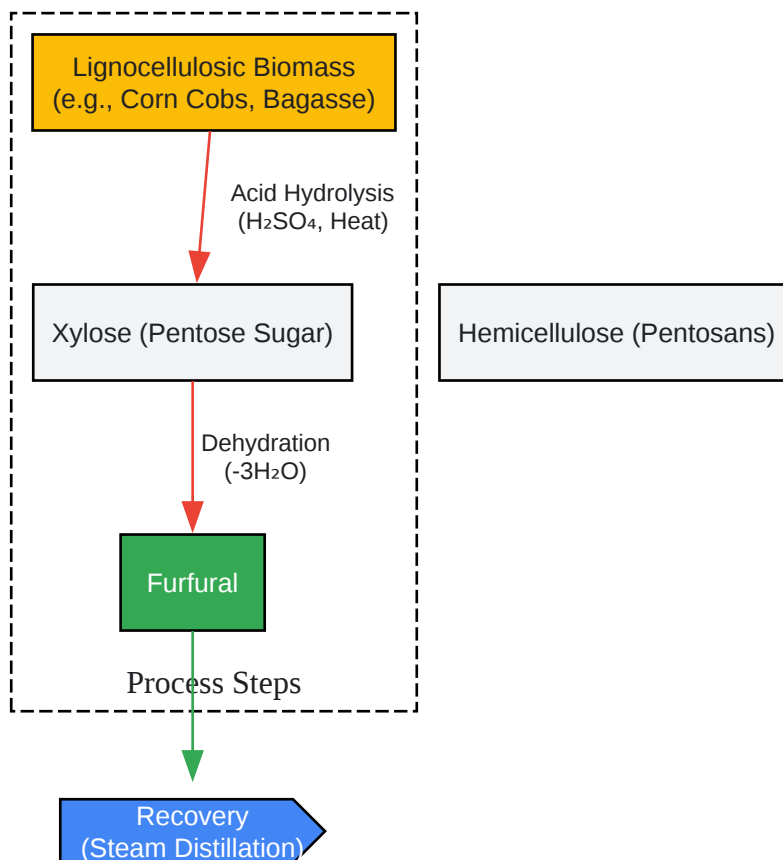 Lignocellulosic Biomass
(e.g., Corn Cobs, Bagasse)
Acid Hydrolysis
(H₂SO₄, Heat)
Xylose (Pentose Sugar)
Hemicellulose (Pentosans)
Dehydration
(-3H₂O)
Furfural
Process Steps
Recovery
(Steam Distillation)